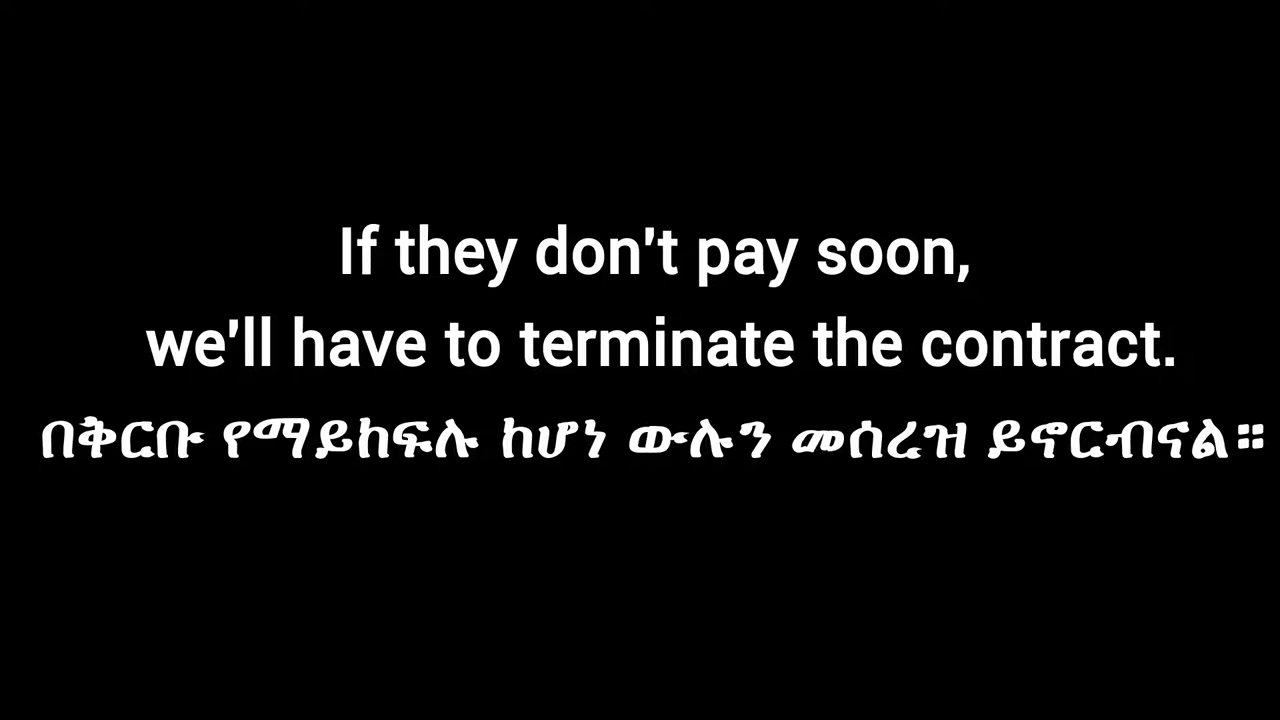 If they don't pay soon,
we'll have to terminate the contract.
በቅርቡ የማይከፍሉ ከሆነ ውሉን መሰረዝ ይኖርብናል።